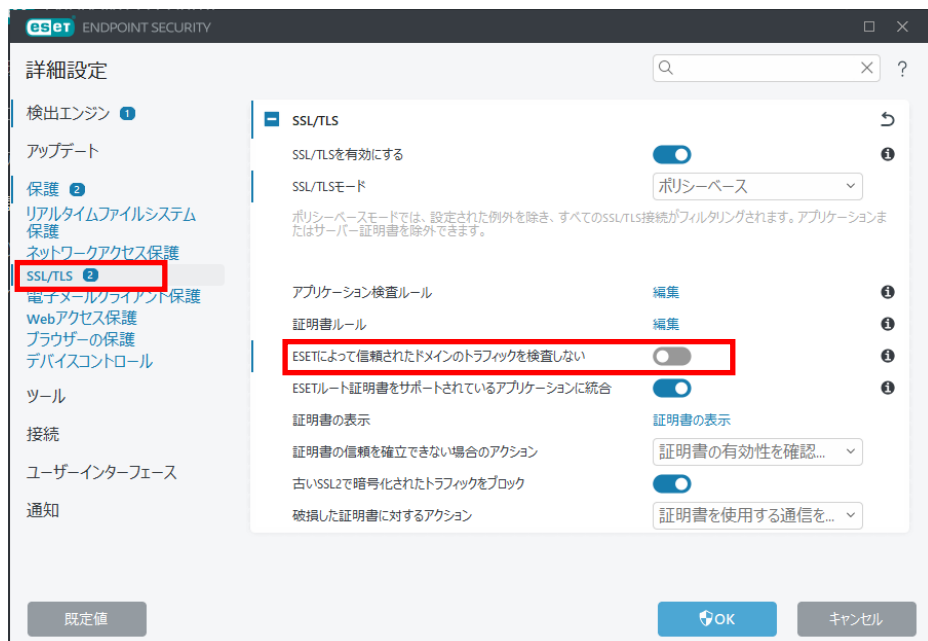 eset ENDPOINT SECURITY
詳細設定
?
検出エンジン 1
アップデート
保護 2
リアルタイムファイルシステム
保護
ネットワークアクセス保護
SSL/TLS 2
電子メールクライアント保護
Webアクセス保護
ブラウザーの保護
デバイスコントロール
ツール
接続
ユーザーインターフェース
通知
SSL/TLS
SSL/TLSを有効にする
SSL/TLSモード ポリシーベース
ポリシーベースモードでは、設定された例外を除き、すべてのSSL/TLS接続がフィルタリングされます。アプリケーションま
たはサーバー証明書を除外できます。
アプリケーション検査ルール 編集
証明書ルール 編集
ESETによって信頼されたドメインのトラフィックを検査しない
ESETルート証明書をサポートされているアプリケーションに統合
証明書の表示 証明書の表示
証明書の信頼を確立できない場合のアクション 証明書の有効性を確認...
古いSSL2で暗号化されたトラフィックをブロック
破損した証明書に対するアクション 証明書を使用する通信を...
既定値 OK キャンセル